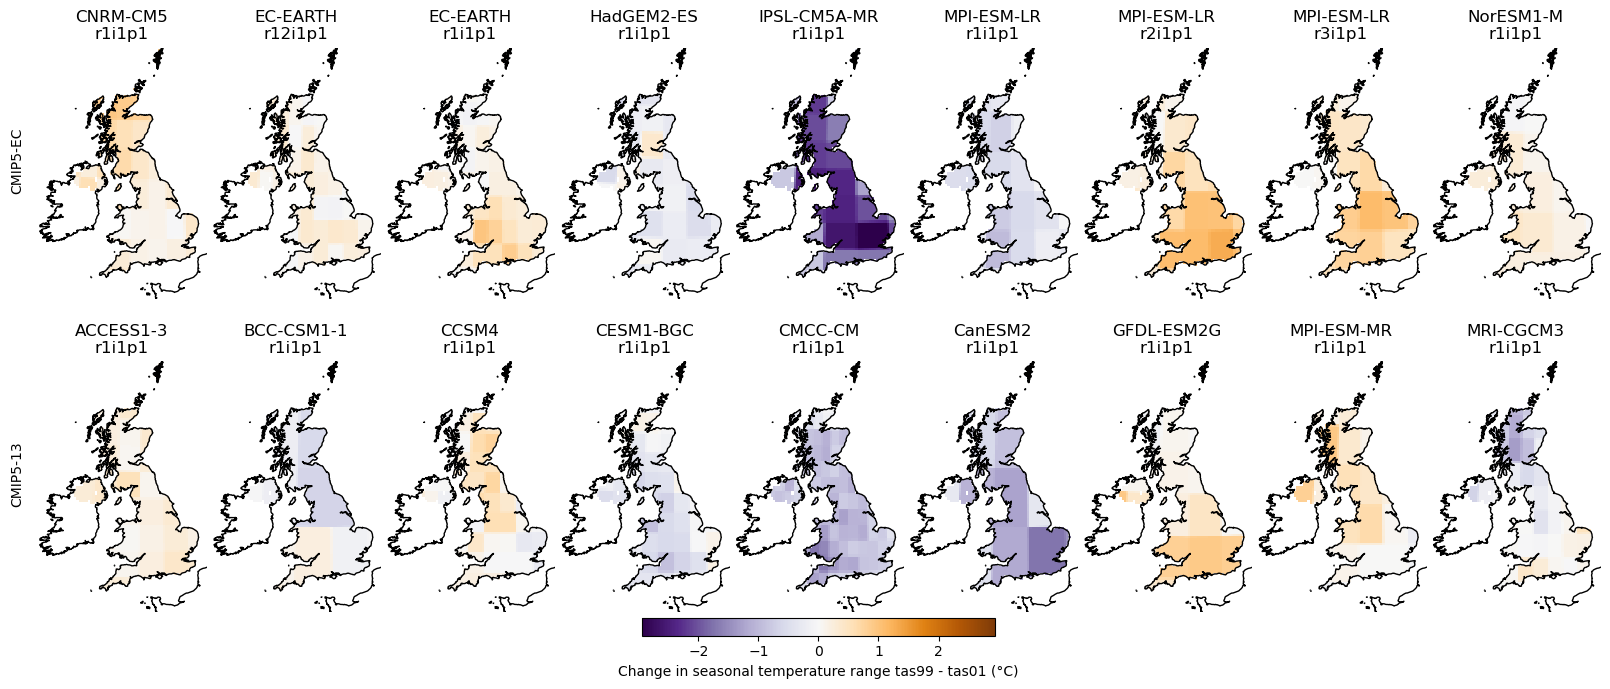 CNRM-CM5 EC-EARTH EC-EARTH HadGEM2-ES IPSL-CM5A-MR MPI-ESM-LR MPI-ESM-LR MPI-ESM-LR NorESM1-M
r1i1p1 r12i1p1 r1i1p1 r1i1p1 r1i1p1 r1i1p1 r2i1p1 r3i1p1 r1i1p1
CMIP5-EC
ACCESS1-3 BCC-CSM1-1 CCSM4 CESM1-BGC CMCC-CM CanESM2 GFDL-ESM2G MPI-ESM-MR MRI-CGCM3
r1i1p1 r1i1p1 r1i1p1 r1i1p1 r1i1p1 r1i1p1 r1i1p1 r1i1p1 r1i1p1
CMIP5-13
−2 −1 0 1 2
Change in seasonal temperature range tas99 - tas01 (°C)